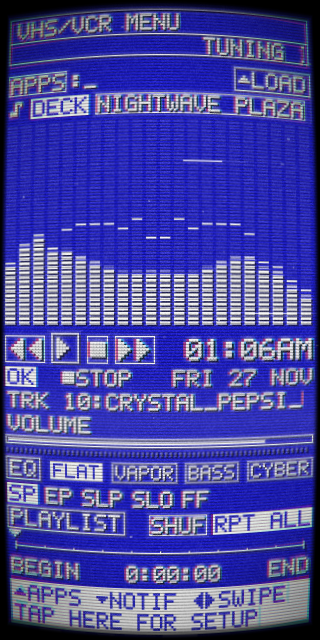 VHS/VCR MENU
TUNING
APPS:_
LOAD
DECK NIGHTWAVE PLAZA
01:06AM
OK STOP FRI 27 NOV
TRK 10:CRYSTAL_PEPSI_
VOLUME
EQ FLAT VAPOR BASS CYBER
SP EP SLP SLO FF
PLAYLIST SHUF RPT ALL
BEGIN 0:00:00 END
APPS NOTIF SWIPE
TAP HERE FOR SETUP